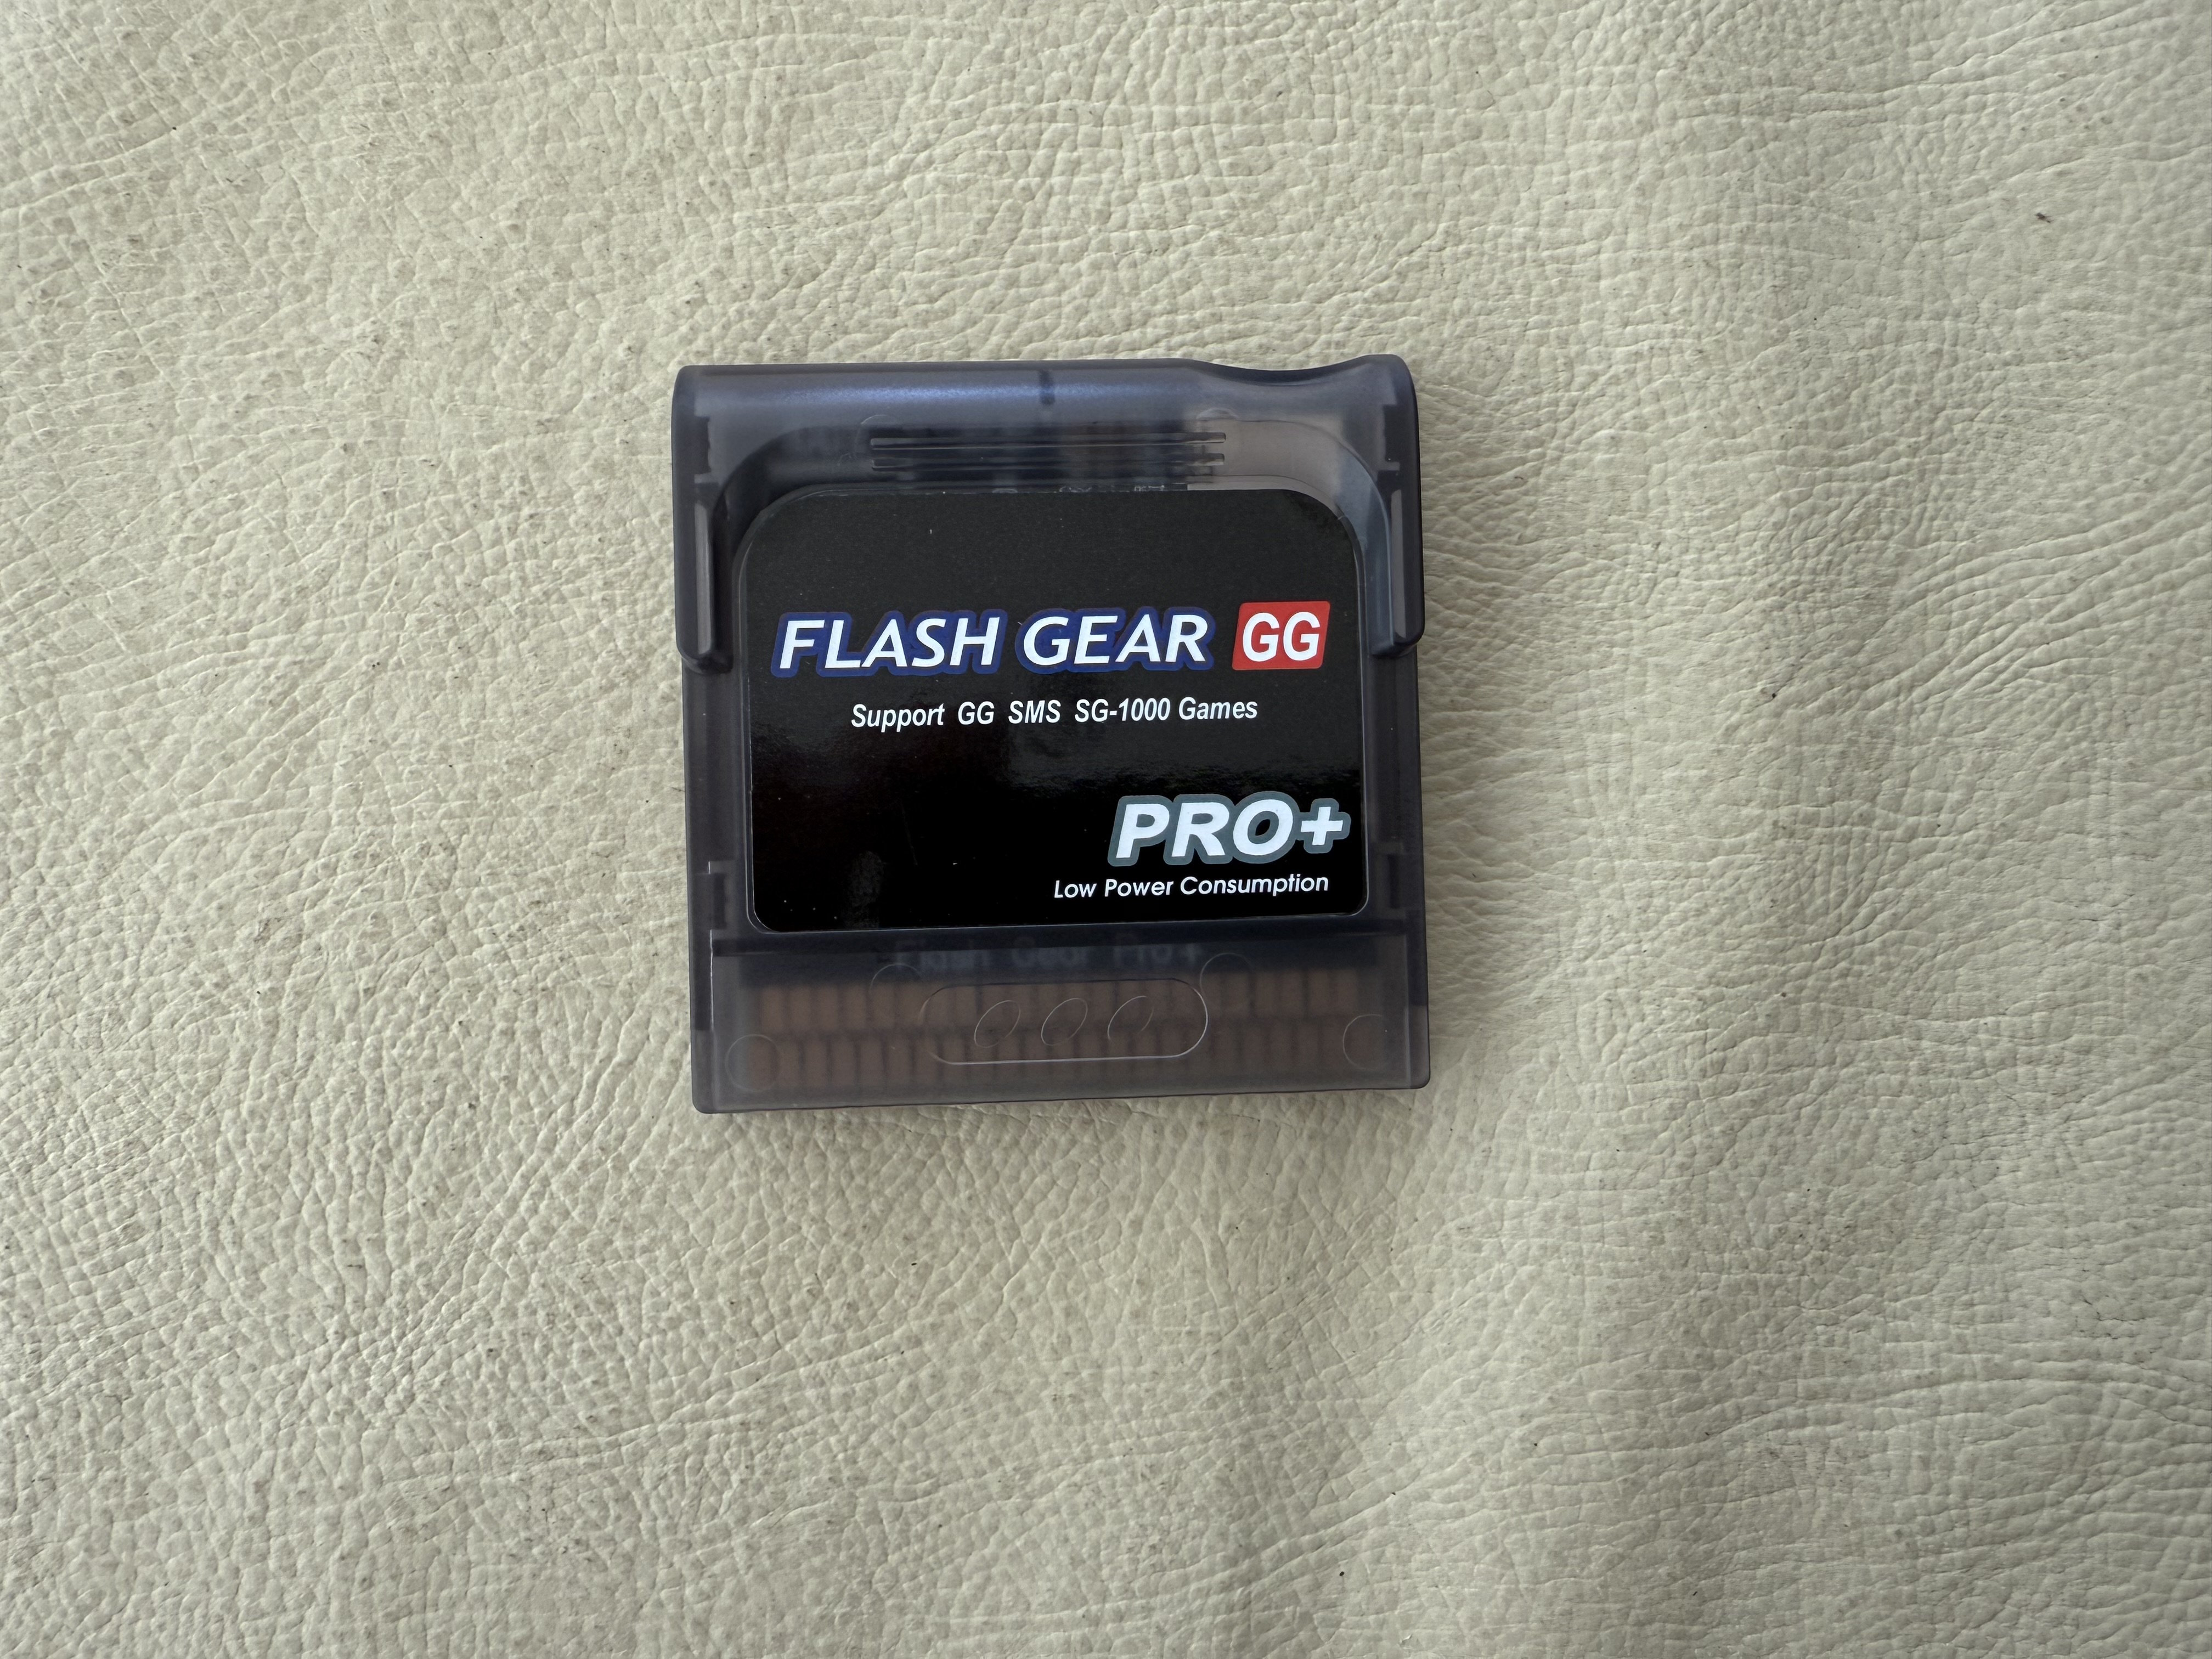 FLASH GEAR GG
Support GG SMS SG-1000 Games
PRO+
Low Power Consumption
Flash Gear Pro+